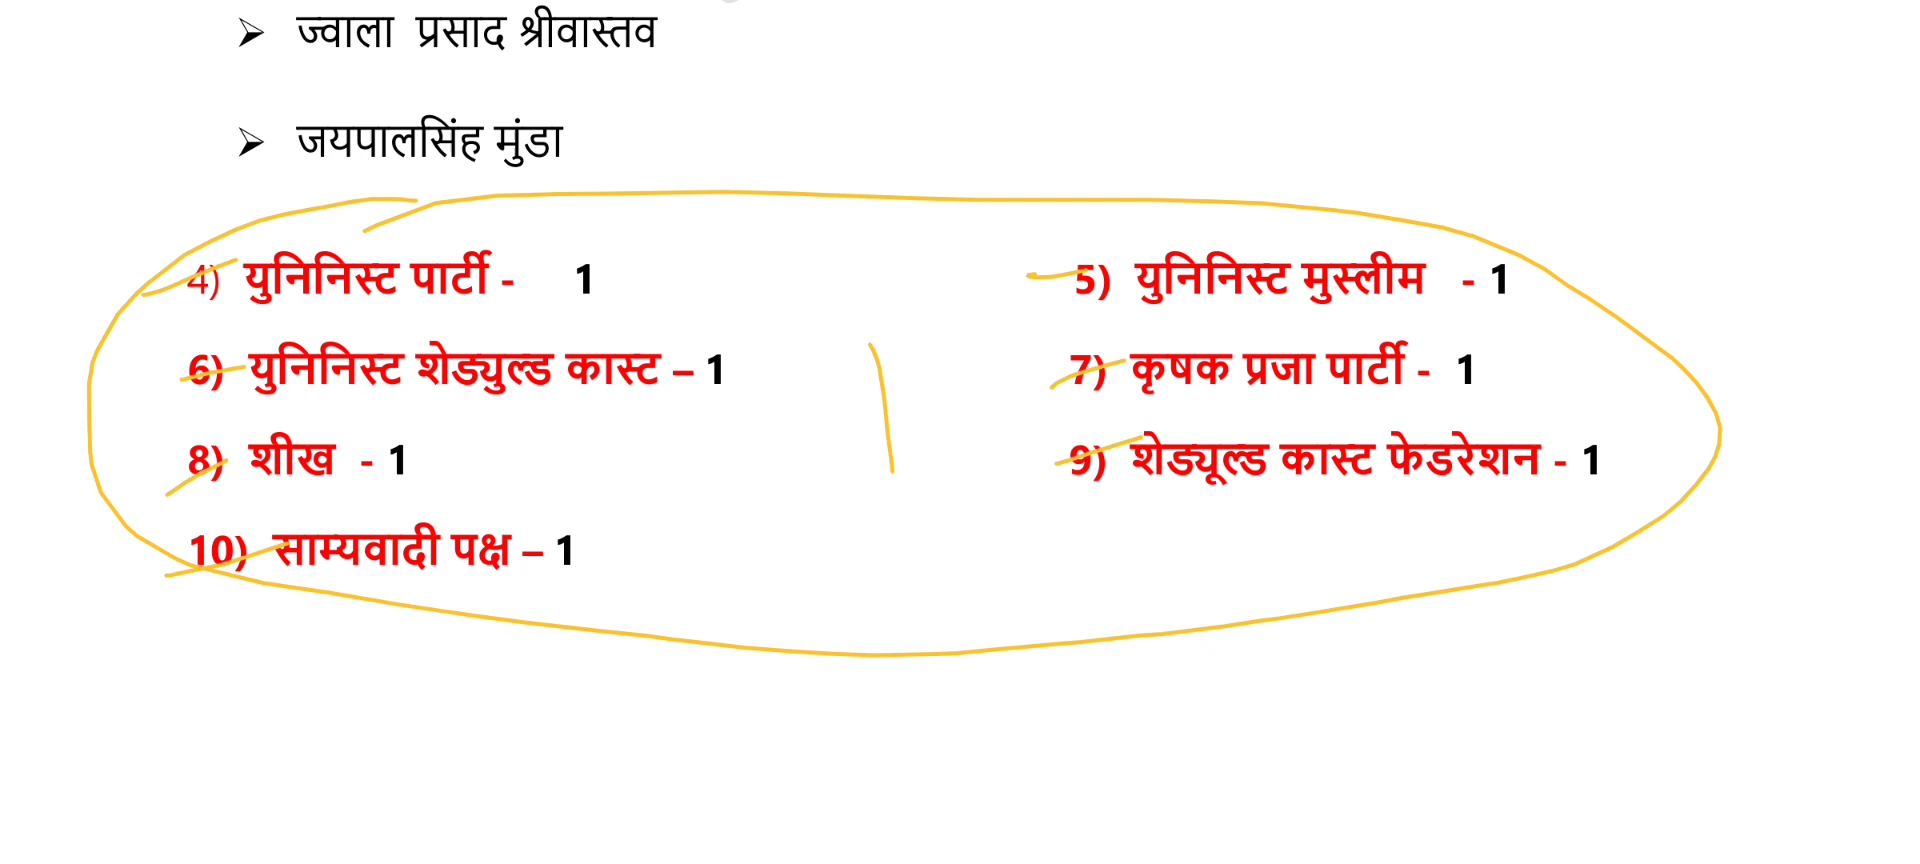 ➢ ज्वाला प्रसाद श्रीवास्तव
➢ जयपालसिंह मुंडा
4) युनिनिस्ट पार्टी - 1 5) युनिनिस्ट मुस्लीम - 1
6) युनिनिस्ट शेड्युल्ड कास्ट – 1 7) कृषक प्रजा पार्टी - 1
8) शीख - 1 9) शेड्यूल्ड कास्ट फेडरेशन - 1
10) साम्यवादी पक्ष – 1